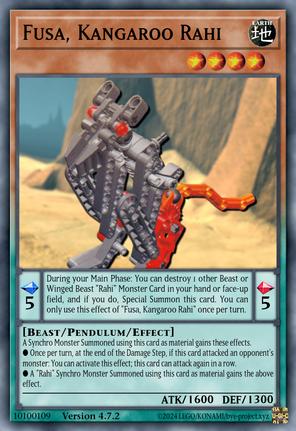 Fusa, Kangaroo Rahi
EARTH
地
During your Main Phase: You can destroy 1 other Beast or
Winged Beast "Rahi" Monster Card in your hand or face-up
field, and if you do, Special Summon this card. You can
only use this effect of "Fusa, Kangaroo Rahi" once per turn.
5
5
[Beast/Pendulum/Effect]
A Synchro Monster Summoned using this card as material gains these effects.
● Once per turn, at the end of the Damage Step, if this card attacked an opponent's
monster: You can activate this effect; this card can attack again in a row.
● A "Rahi" Synchro Monster Summoned using this card as material gains the above
effect.
ATK/1600 DEF/1300
10100109 Version 4.7.2 ©2024 LEGO/KONAMI/bye-project.xyz